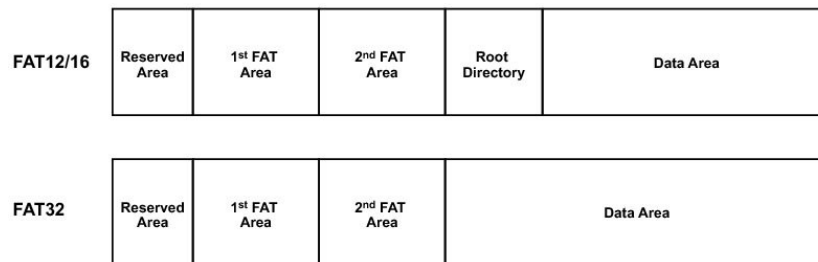 FAT12/16
Reserved
Area
1st FAT
Area
2nd FAT
Area
Root
Directory
Data Area
FAT32
Reserved
Area
1st FAT
Area
2nd FAT
Area
Data Area